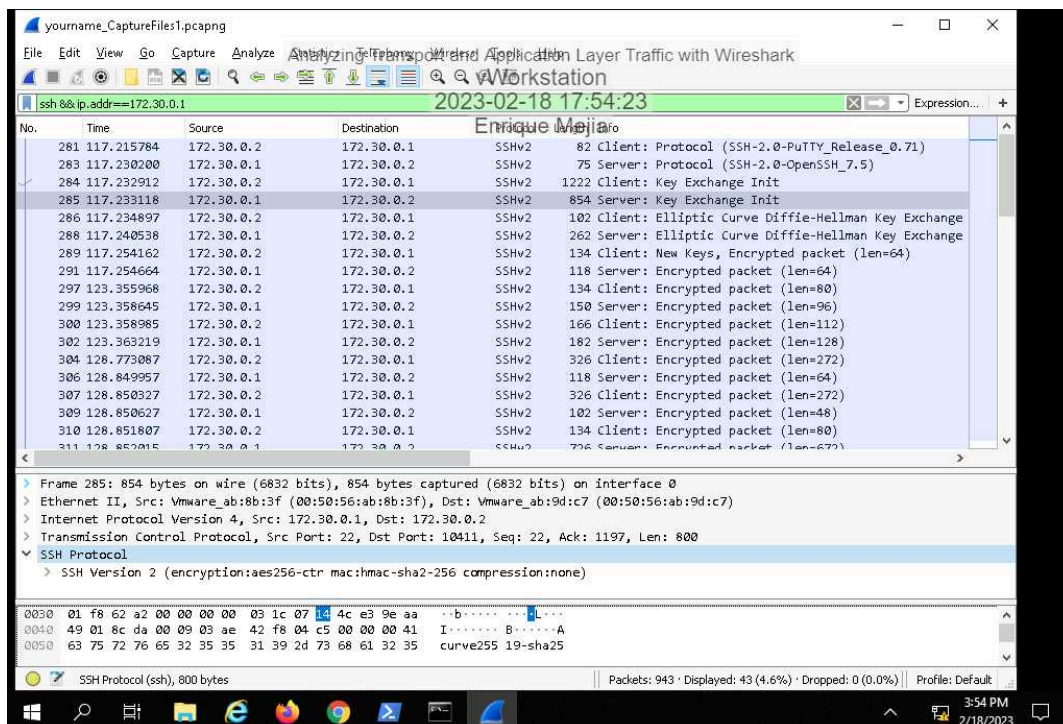 yourname_CaptureFiles1.pcapng
File Edit View Go Capture Analyze Statistics Telephony Wireless Tools Help
Analyzing Transport and Application Layer Traffic with Wireshark
vWorkstation
2023-02-18 17:54:23
Enrique Mejia
ssh && ip.addr==172.30.0.1 Expression... +
No. Time Source Destination Protocol Length Info
281 117.215784 172.30.0.2 172.30.0.1 SSHv2 82 Client: Protocol (SSH-2.0-PuTTY_Release_0.71)
283 117.230200 172.30.0.1 172.30.0.2 SSHv2 75 Server: Protocol (SSH-2.0-OpenSSH_7.5)
284 117.232912 172.30.0.2 172.30.0.1 SSHv2 1222 Client: Key Exchange Init
285 117.233118 172.30.0.1 172.30.0.2 SSHv2 854 Server: Key Exchange Init
286 117.234897 172.30.0.2 172.30.0.1 SSHv2 102 Client: Elliptic Curve Diffie-Hellman Key Exchange
288 117.240538 172.30.0.1 172.30.0.2 SSHv2 262 Server: Elliptic Curve Diffie-Hellman Key Exchange
289 117.254162 172.30.0.2 172.30.0.1 SSHv2 134 Client: New Keys, Encrypted packet (len=64)
291 117.254664 172.30.0.1 172.30.0.2 SSHv2 118 Server: Encrypted packet (len=64)
297 123.355968 172.30.0.2 172.30.0.1 SSHv2 134 Client: Encrypted packet (len=80)
299 123.358645 172.30.0.1 172.30.0.2 SSHv2 150 Server: Encrypted packet (len=96)
300 123.358985 172.30.0.2 172.30.0.1 SSHv2 166 Client: Encrypted packet (len=112)
302 123.363219 172.30.0.1 172.30.0.2 SSHv2 182 Server: Encrypted packet (len=128)
304 128.773087 172.30.0.2 172.30.0.1 SSHv2 326 Client: Encrypted packet (len=272)
306 128.849957 172.30.0.1 172.30.0.2 SSHv2 118 Server: Encrypted packet (len=64)
307 128.850327 172.30.0.2 172.30.0.1 SSHv2 326 Client: Encrypted packet (len=272)
309 128.850627 172.30.0.1 172.30.0.2 SSHv2 102 Server: Encrypted packet (len=48)
310 128.851807 172.30.0.2 172.30.0.1 SSHv2 134 Client: Encrypted packet (len=80)
311 128.852015 172.30.0.1 172.30.0.2 SSHv2 726 Server: Encrypted packet (len=672)
Frame 285: 854 bytes on wire (6832 bits), 854 bytes captured (6832 bits) on interface 0
Ethernet II, Src: Vmware_ab:8b:3f (00:50:56:ab:8b:3f), Dst: Vmware_ab:9d:c7 (00:50:56:ab:9d:c7)
Internet Protocol Version 4, Src: 172.30.0.1, Dst: 172.30.0.2
Transmission Control Protocol, Src Port: 22, Dst Port: 10411, Seq: 22, Ack: 1197, Len: 800
SSH Protocol
SSH Version 2 (encryption:aes256-ctr mac:hmac-sha2-256 compression:none)
0030 01 f8 62 a2 00 00 00 00 03 1c 07 14 4c e3 9e aa ··b····· ····L···
0040 49 01 8c da 00 09 03 ae 42 f8 04 c5 00 00 00 41 I······· B······A
0050 63 75 72 76 65 32 35 35 31 39 2d 73 68 61 32 35 curve255 19-sha25
SSH Protocol (ssh), 800 bytes Packets: 943 · Displayed: 43 (4.6%) · Dropped: 0 (0.0%) Profile: Default
3:54 PM
2/18/2023